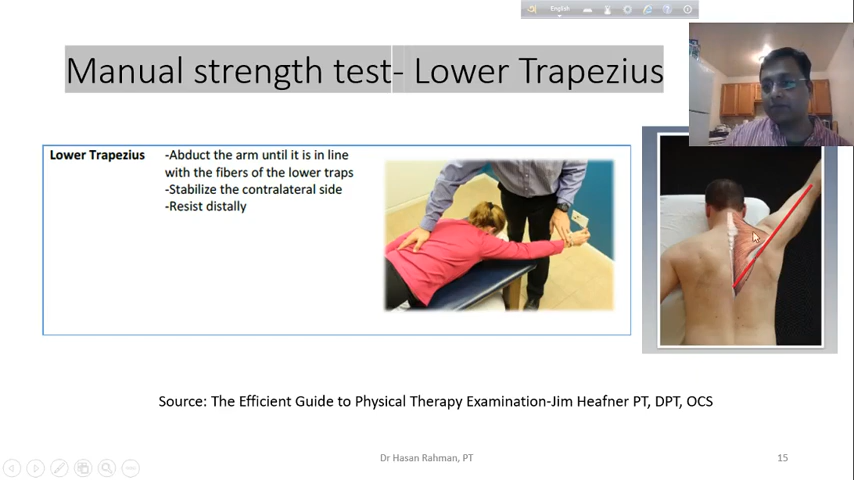 English
Manual strength test- Lower Trapezius
Lower Trapezius
-Abduct the arm until it is in line
with the fibers of the lower traps
-Stabilize the contralateral side
-Resist distally
Source: The Efficient Guide to Physical Therapy Examination-Jim Heafner PT, DPT, OCS
Dr Hasan Rahman, PT
15